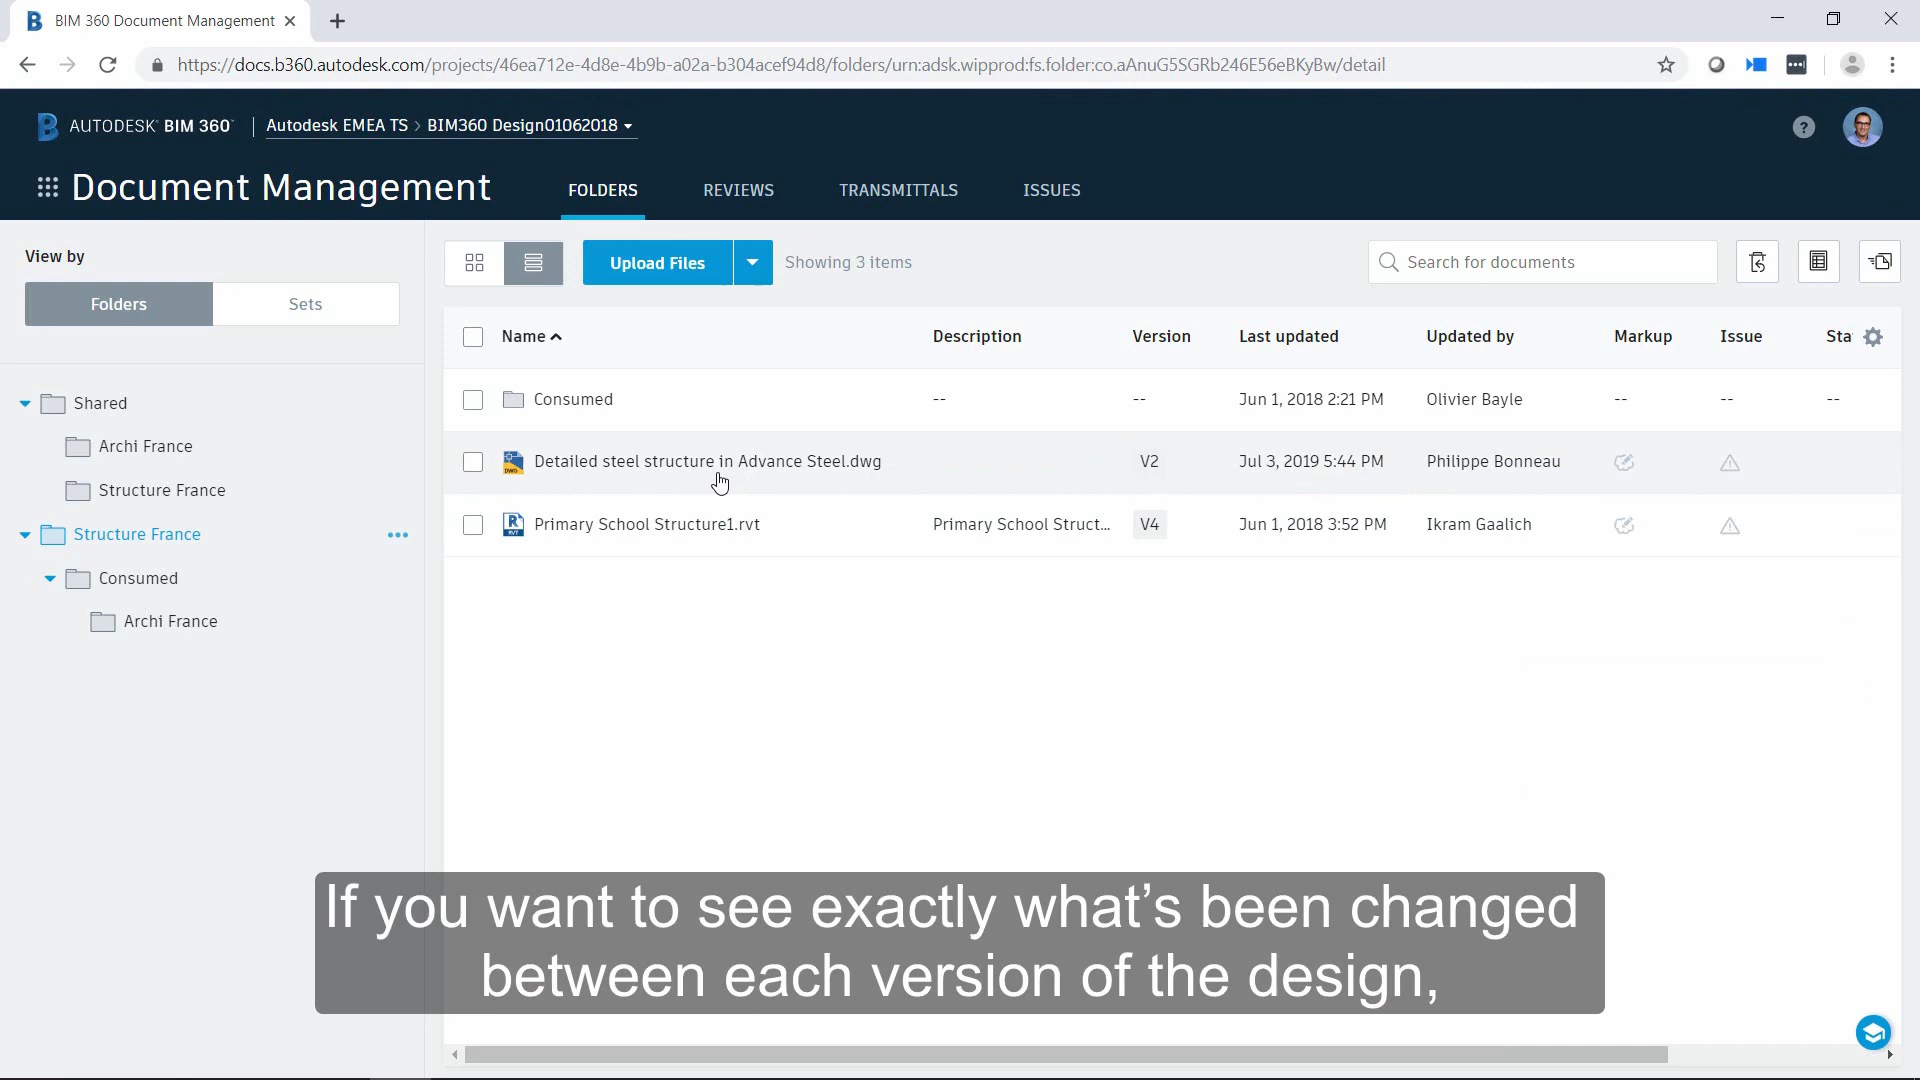 BIM 360 Document Management
https://docs.b360.autodesk.com/projects/46ea712e-4d8e-4b9b-a02a-b304acef94d8/folders/urn:adsk.wipprod:fs.folder:co.aAnuG5SGRb246E56eBKyBw/detail
AUTODESK® BIM 360™ Autodesk EMEA TS > BIM360 Design01062018
Document Management FOLDERS REVIEWS TRANSMITTALS ISSUES
View by
Folders Sets
Upload Files Showing 3 items Search for documents
Name Description Version Last updated Updated by Markup Issue Sta
Consumed -- -- Jun 1, 2018 2:21 PM Olivier Bayle -- -- --
Detailed steel structure in Advance Steel.dwg V2 Jul 3, 2019 5:44 PM Philippe Bonneau
Primary School Structure1.rvt Primary School Struct... V4 Jun 1, 2018 3:52 PM Ikram Gaalich
Shared
Archi France
Structure France
Structure France
Consumed
Archi France
If you want to see exactly what’s been changed
between each version of the design,